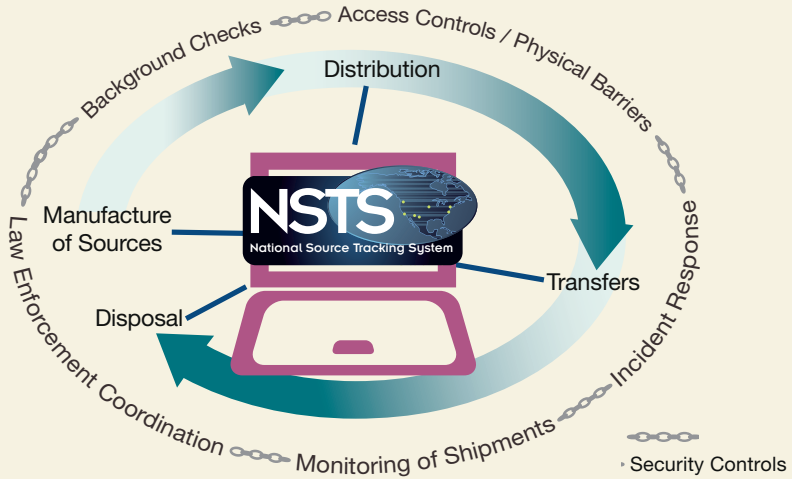 Background Checks
Access Controls / Physical Barriers
Distribution
NSTS
National Source Tracking System
Manufacture
of Sources
Transfers
Disposal
Incident Response
Law Enforcement Coordination
Monitoring of Shipments
Security Controls